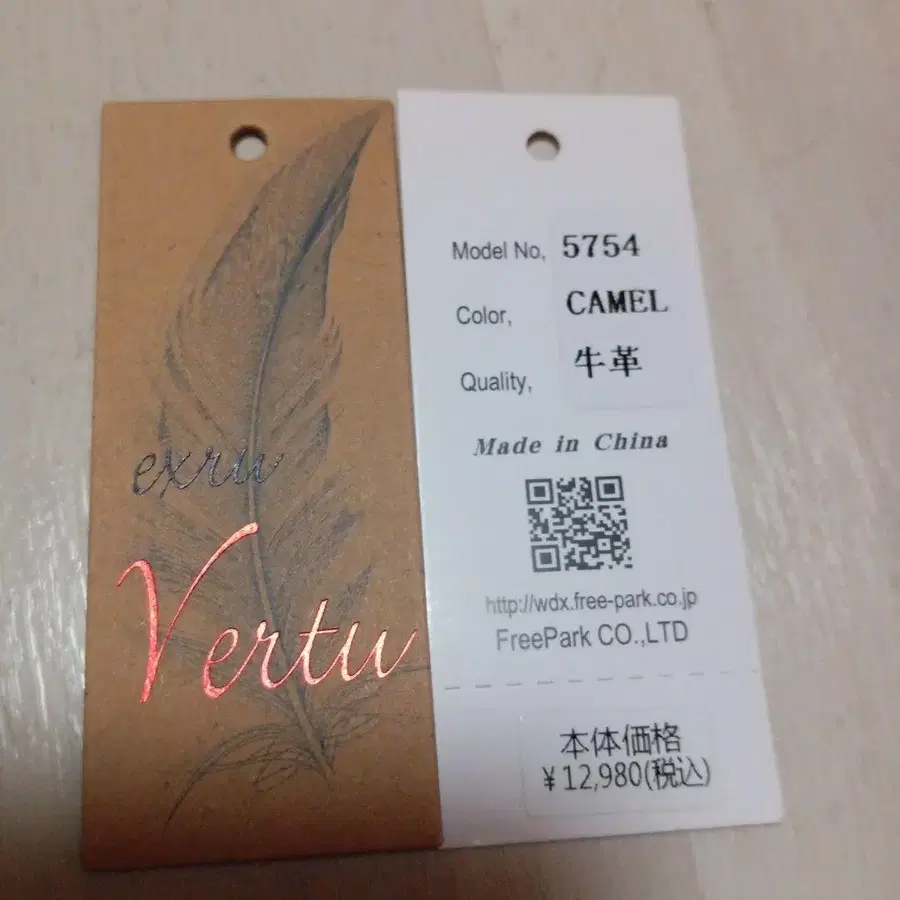 exru
Vertu
Model No, 5754
Color, CAMEL
Quality, 牛革
Made in China
http://wdx.free-park.co.jp
FreePark CO.,LTD
本体価格
¥12,980(税込)